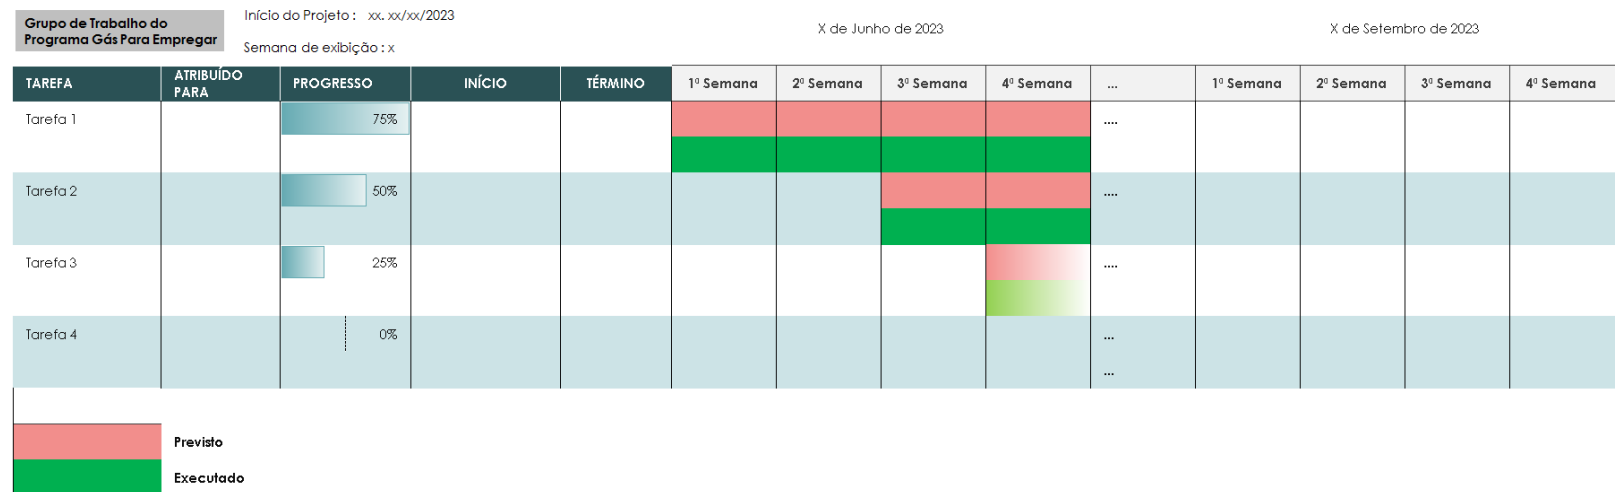 Grupo de Trabalho do
Programa Gás Para Empregar
Início do Projeto : xx. xx/xx/2023
Semana de exibição : x
X de Junho de 2023
X de Setembro de 2023
TAREFA
ATRIBUÍDO
PARA
PROGRESSO
INÍCIO
TÉRMINO
1ª Semana
2ª Semana
3ª Semana
4ª Semana
...
1ª Semana
2ª Semana
3ª Semana
4ª Semana
Tarefa 1
75%
....
Tarefa 2
50%
....
Tarefa 3
25%
....
Tarefa 4
0%
...
...
Previsto
Executado